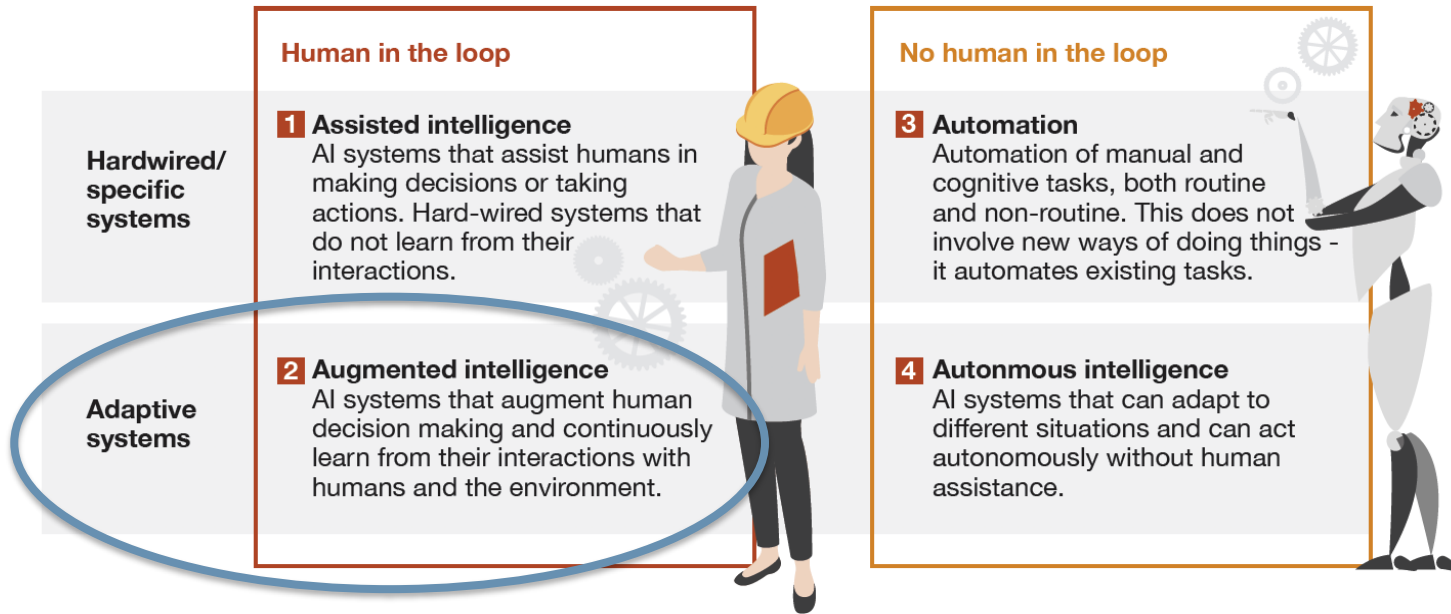 Human in the loop
No human in the loop
Hardwired/
specific
systems
1 Assisted intelligence
AI systems that assist humans in
making decisions or taking
actions. Hard-wired systems that
do not learn from their
interactions.
3 Automation
Automation of manual and
cognitive tasks, both routine
and non-routine. This does not
involve new ways of doing things -
it automates existing tasks.
Adaptive
systems
2 Augmented intelligence
AI systems that augment human
decision making and continuously
learn from their interactions with
humans and the environment.
4 Autonmous intelligence
AI systems that can adapt to
different situations and can act
autonomously without human
assistance.